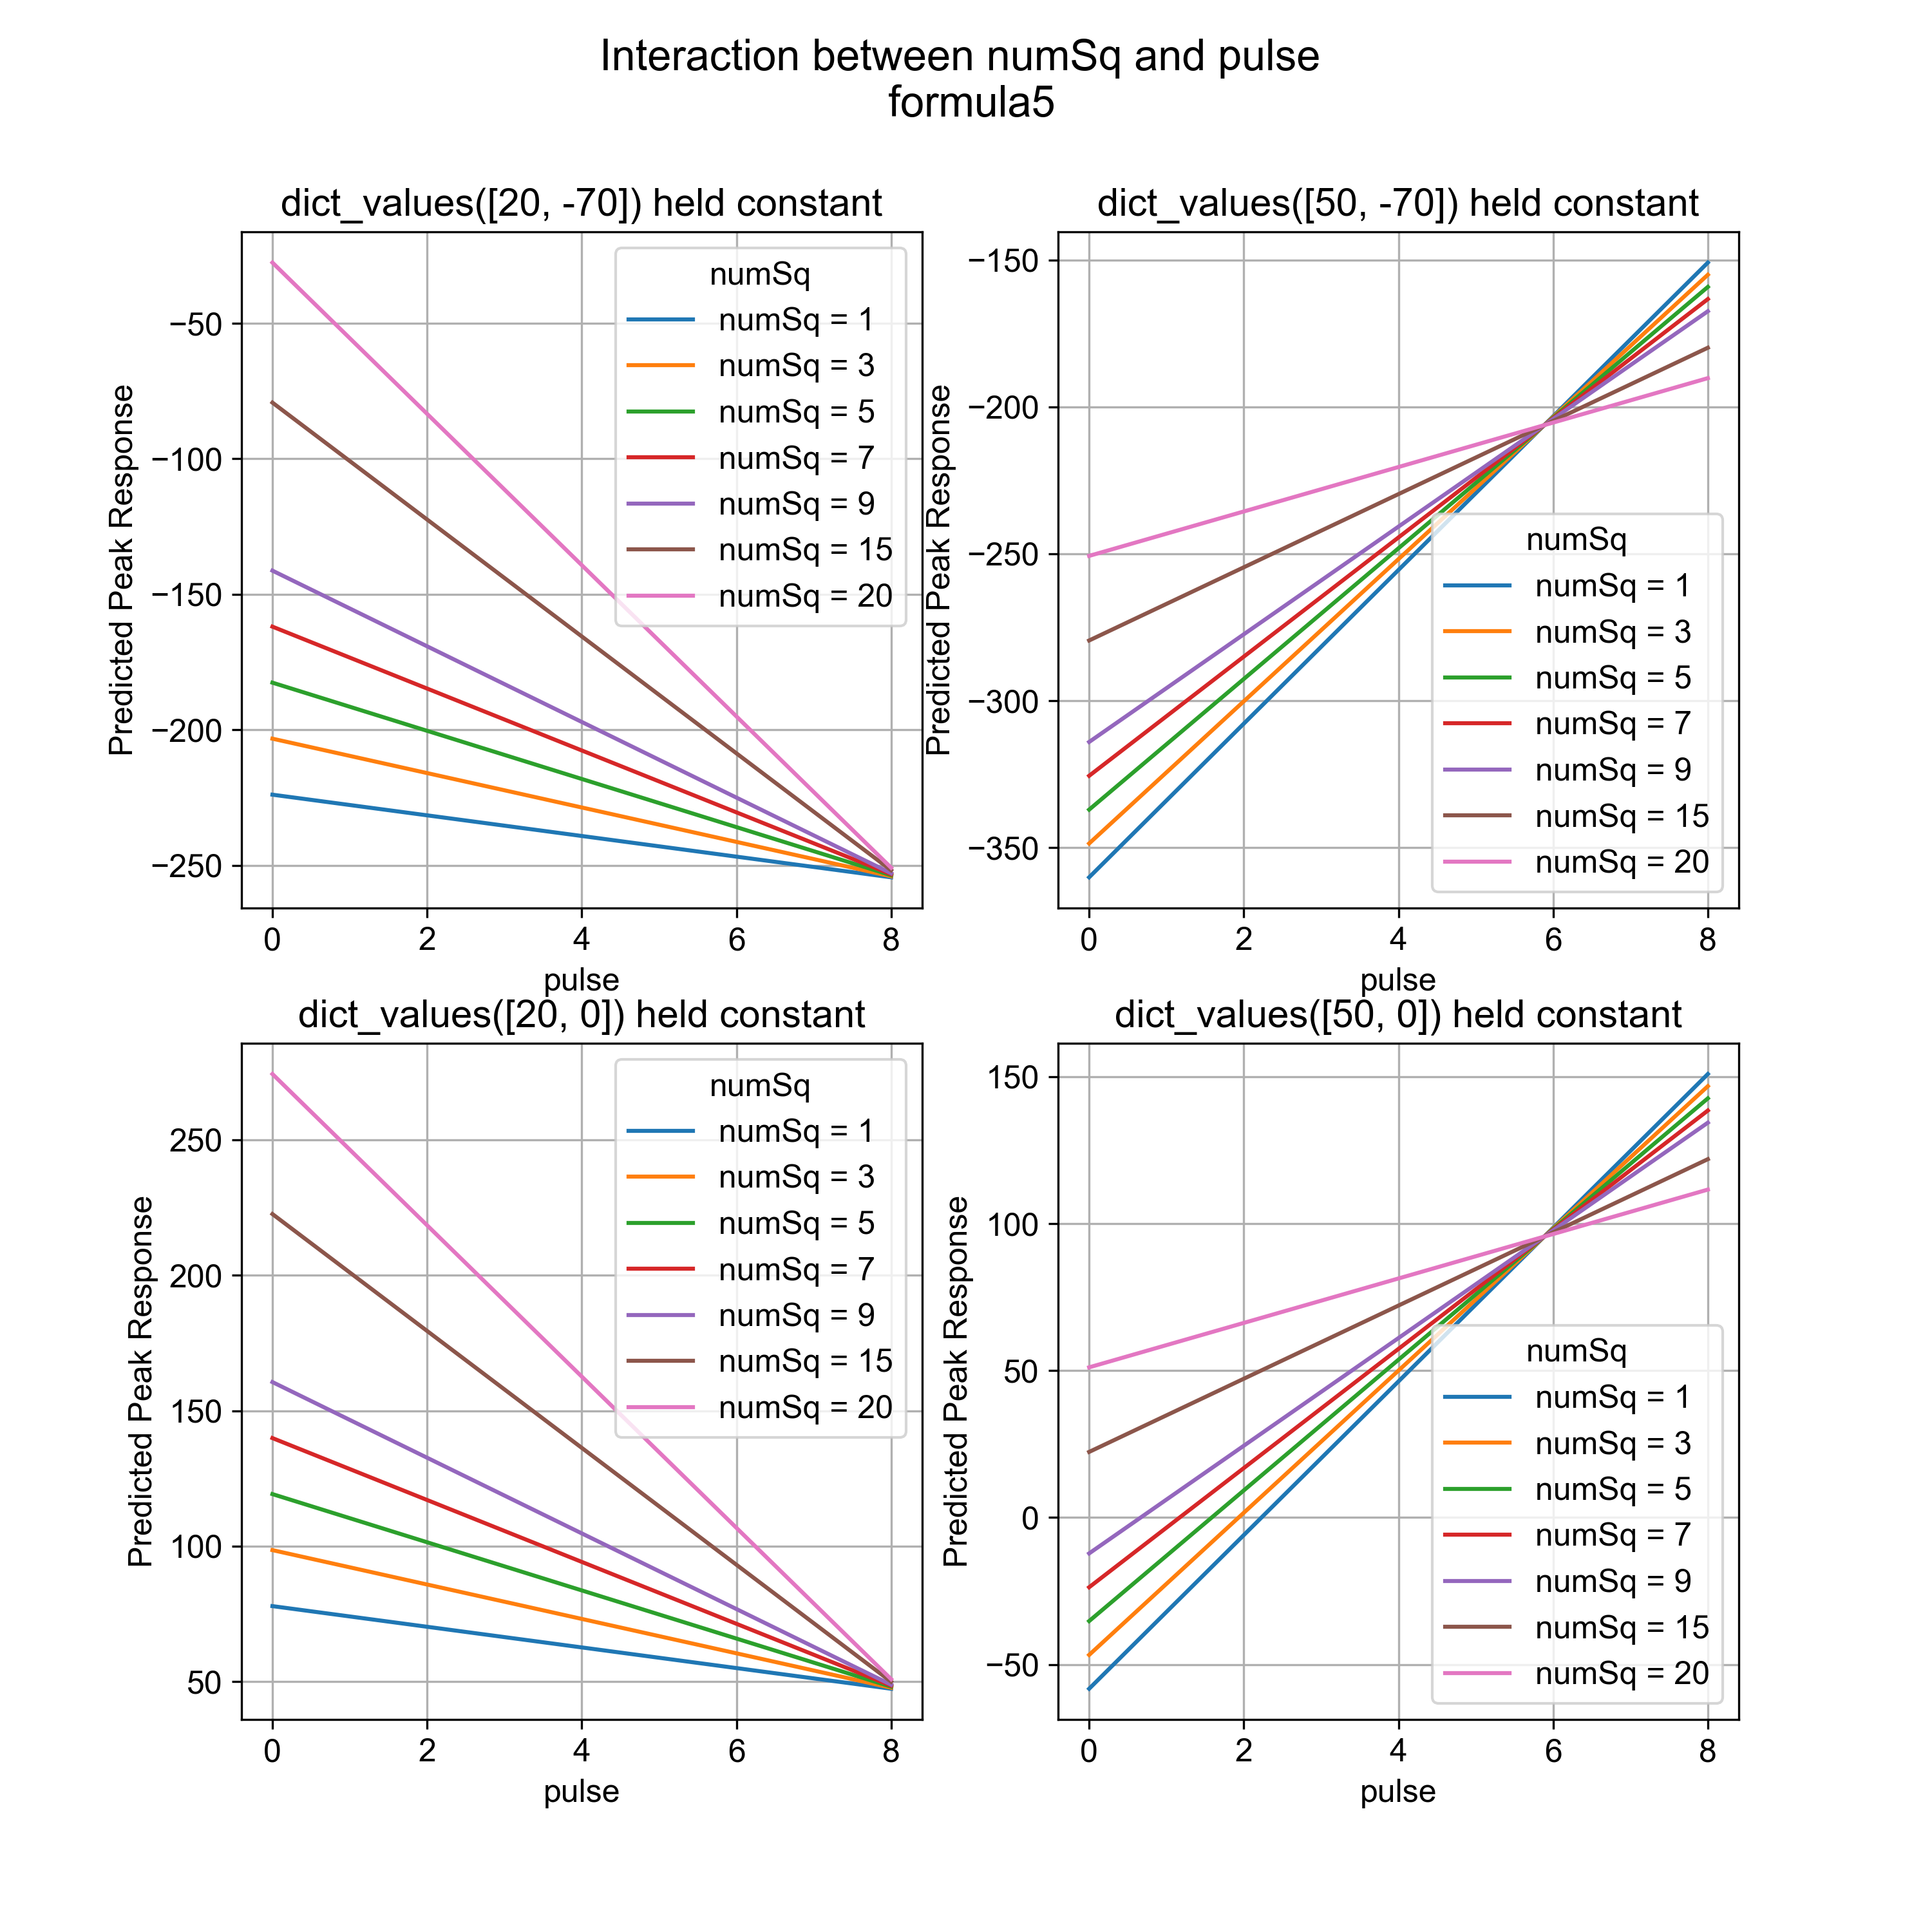 Interaction between numSq and pulse
formula5
dict_values([20, -70]) held constant
Predicted Peak Response
−50
−100
−150
−200
−250
0 2 4 6 8
pulse
numSq
numSq = 1
numSq = 3
numSq = 5
numSq = 7
numSq = 9
numSq = 15
numSq = 20
dict_values([50, -70]) held constant
Predicted Peak Response
−150
−200
−250
−300
−350
0 2 4 6 8
pulse
numSq
numSq = 1
numSq = 3
numSq = 5
numSq = 7
numSq = 9
numSq = 15
numSq = 20
dict_values([20, 0]) held constant
Predicted Peak Response
250
200
150
100
50
0 2 4 6 8
pulse
numSq
numSq = 1
numSq = 3
numSq = 5
numSq = 7
numSq = 9
numSq = 15
numSq = 20
dict_values([50, 0]) held constant
Predicted Peak Response
150
100
50
0
−50
0 2 4 6 8
pulse
numSq
numSq = 1
numSq = 3
numSq = 5
numSq = 7
numSq = 9
numSq = 15
numSq = 20